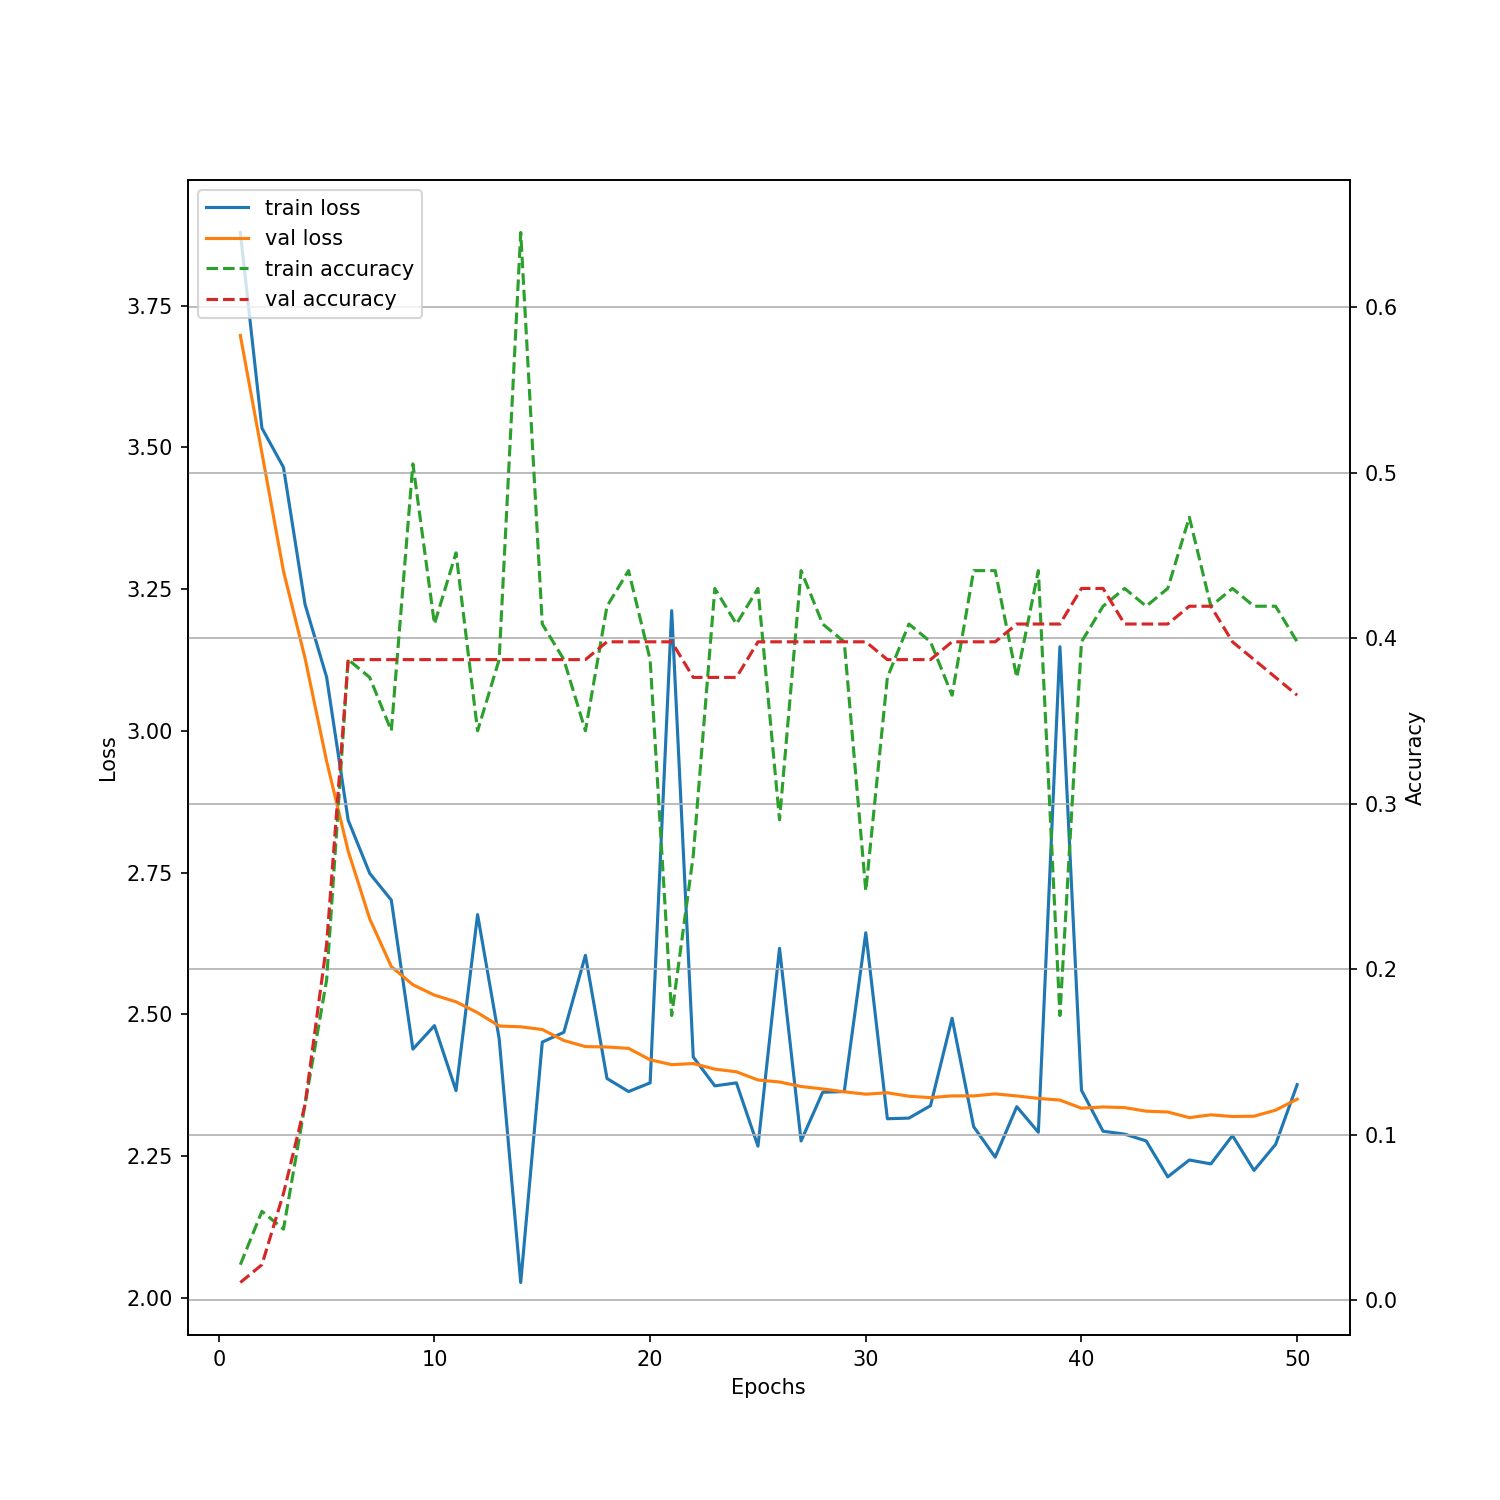 train loss
val loss
train accuracy
val accuracy
3.75
3.50
3.25
3.00
2.75
2.50
2.25
2.00
Loss
0.6
0.5
0.4
0.3
0.2
0.1
0.0
Accuracy
0 10 20 30 40 50
Epochs